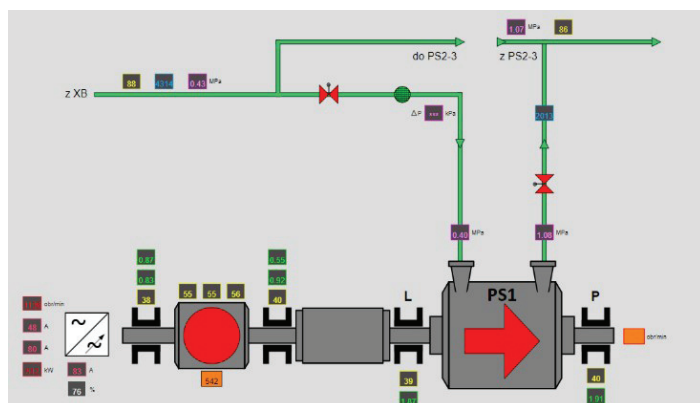 1.07 MPa 86
do PS2-3
z PS2-3
88 4314 0.43 MPa
z XB
ΔP *** kPa
2013
0.40 MPa
1.08 MPa
0.87
0.83
38
0.55
0.92
40
55 55 56
L
PS1
P
obr/min
48 A
80 A
kW
83 A
76 %
542
39
1.07
40
1.01
obr/min